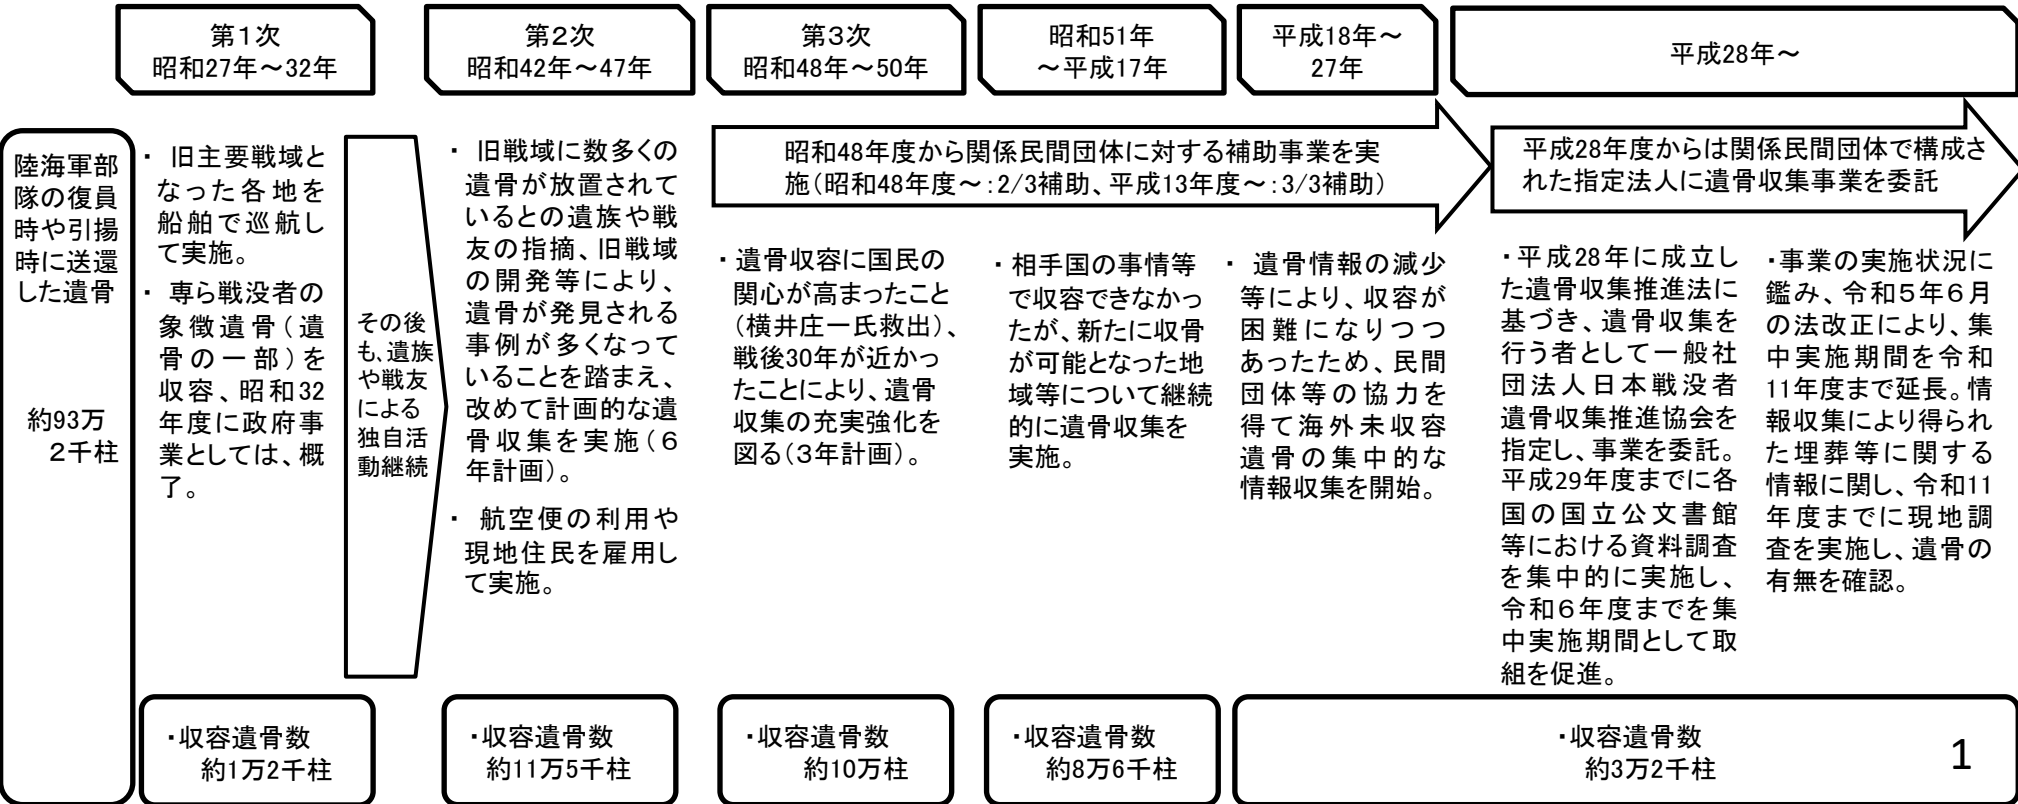 第1次
昭和27年～32年
第2次
昭和42年～47年
第3次
昭和48年～50年
昭和51年
～平成17年
平成18年～
27年
平成28年～
陸海軍部
隊の復員
時や引揚
時に送還
した遺骨
約93万
2千柱
・ 旧主要戦域と
なった各地を
船舶で巡航し
て実施。
・ 専ら戦没者の
象徴遺骨（遺
骨の一部）を
収容、昭和32
年度に政府事
業としては、概
了。
その後
も、遺族
や戦友
による
独自活
動継続
・ 旧戦域に数多くの
遺骨が放置されて
いるとの遺族や戦
友の指摘、旧戦域
の開発等により、
遺骨が発見される
事例が多くなって
いることを踏まえ、
改めて計画的な遺
骨収集を実施（6
年計画）。
・ 航空便の利用や
現地住民を雇用し
て実施。
昭和48年度から関係民間団体に対する補助事業を実
施（昭和48年度～：2/3補助、平成13年度～：3/3補助）
・遺骨収容に国民の
関心が高まったこと
（横井庄一氏救出）、
戦後30年が近かっ
たことにより、遺骨
収集の充実強化を
図る（3年計画）。
・相手国の事情等
で収容できなかっ
たが、新たに収骨
が可能となった地
域等について継続
的に遺骨収集を
実施。
・ 遺骨情報の減少
等により、収容が
困難になりつつ
あったため、民間
団体等の協力を
得て海外未収容
遺骨の集中的な
情報収集を開始。
平成28年度からは関係民間団体で構成さ
れた指定法人に遺骨収集事業を委託
・平成28年に成立し
た遺骨収集推進法に
基づき、遺骨収集を
行う者として一般社
団法人日本戦没者
遺骨収集推進協会を
指定し、事業を委託。
平成29年度までに各
国の国立公文書館
等における資料調査
を集中的に実施し、
令和6年度までを集
中実施期間として取
組を促進。
・事業の実施状況に
鑑み、令和5年6月
の法改正により、集
中実施期間を令和
11年度まで延長。情
報収集により得られ
た埋葬等に関する
情報に関し、令和11
年度までに現地調
査を実施し、遺骨の
有無を確認。
・収容遺骨数
約1万2千柱
・収容遺骨数
約11万5千柱
・収容遺骨数
約10万柱
・収容遺骨数
約8万6千柱
・収容遺骨数
約3万2千柱
1